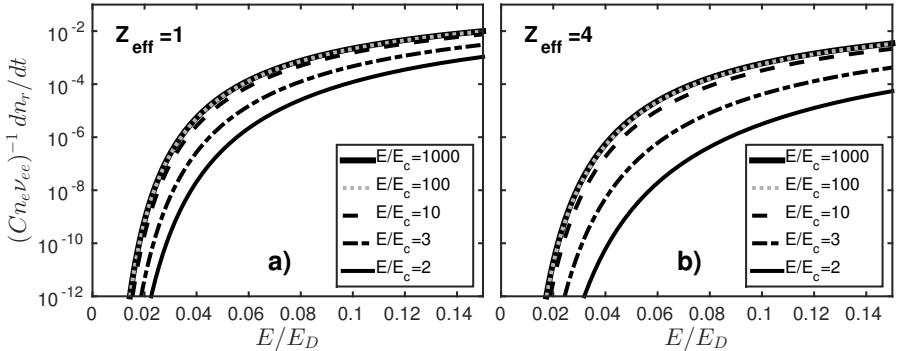 Z_eff=1
Z_eff=4
(Cn_eν_ee)^−1 dn_r/dt
10^-2
10^-4
10^-6
10^-8
10^-10
10^-12
E/E_c=1000
E/E_c=100
E/E_c=10
E/E_c=3
E/E_c=2
a)
0 0.02 0.04 0.06 0.08 0.1 0.12 0.14
E/E_D
E/E_c=1000
E/E_c=100
E/E_c=10
E/E_c=3
E/E_c=2
b)
0 0.02 0.04 0.06 0.08 0.1 0.12 0.14
E/E_D